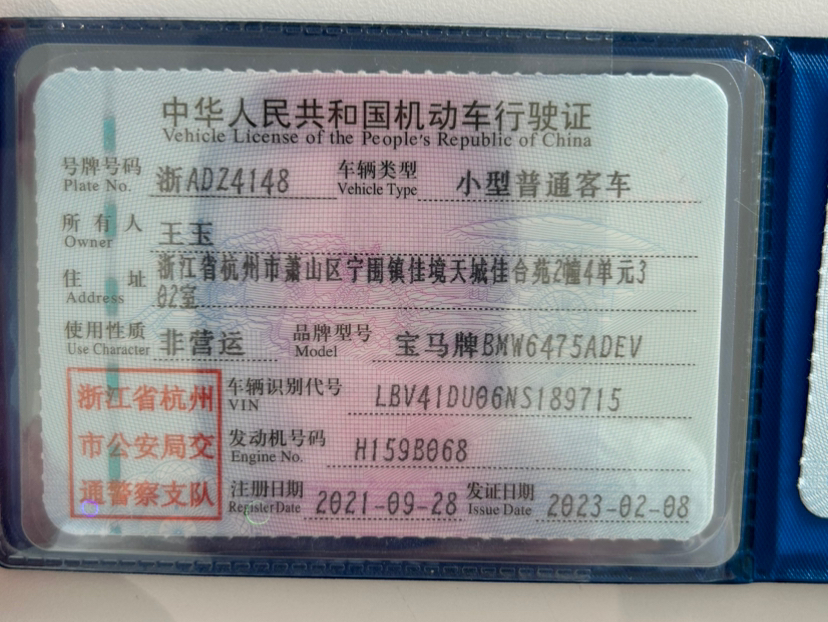 中华人民共和国机动车行驶证
Vehicle License of the People's Republic of China
号牌号码 浙ADZ4148 车辆类型 小型普通客车
Plate No. Vehicle Type
所有人 王玉
Owner
住址 浙江省杭州市萧山区宁围镇佳境天城佳台苑2幢4单元3
Address 02室
使用性质 非营运 品牌型号 宝马牌BMW6475ADEV
Use Character Model
浙江省杭州 车辆识别代号 LBV41DU06NS189715
VIN
市公安局交 发动机号码 H159B068
Engine No.
通警察支队 注册日期 2021-09-28 发证日期 2023-02-08
Register Date Issue Date